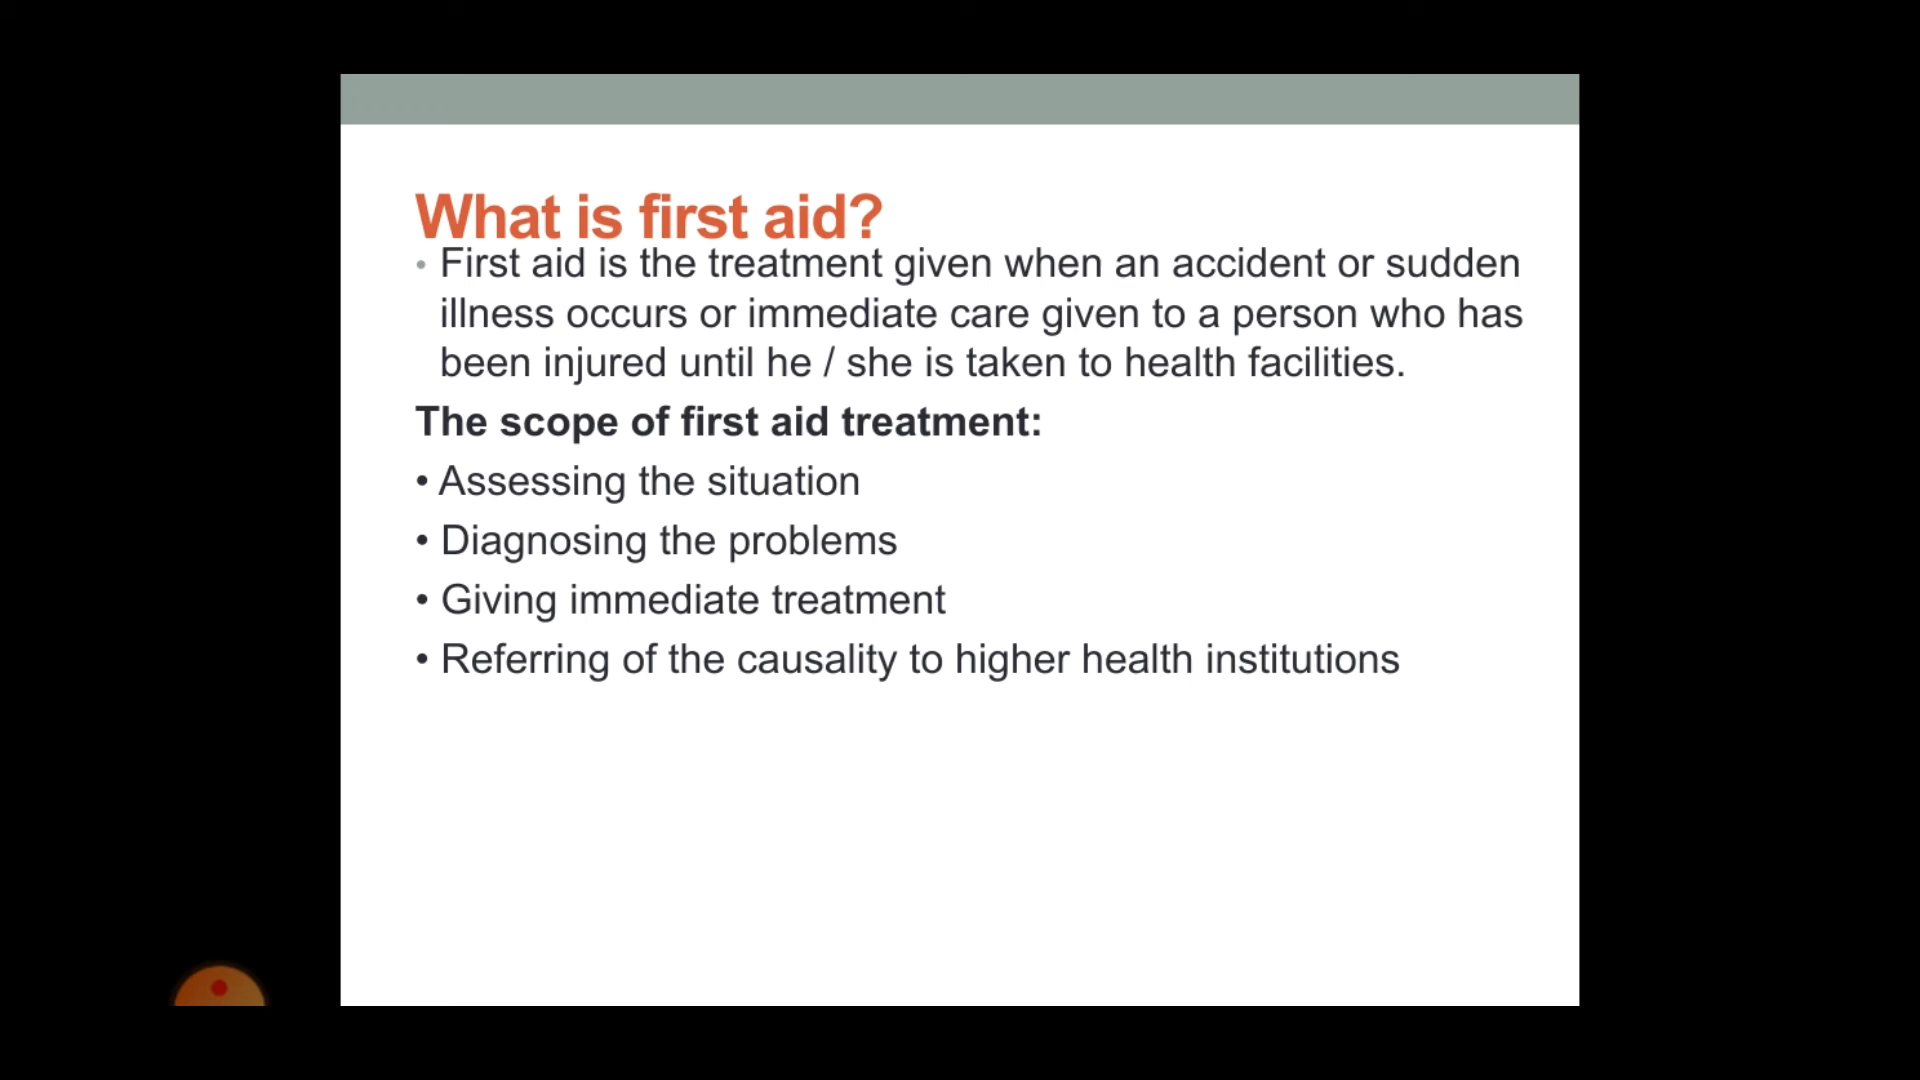 What is first aid?
• First aid is the treatment given when an accident or sudden
illness occurs or immediate care given to a person who has
been injured until he / she is taken to health facilities.
The scope of first aid treatment:
• Assessing the situation
• Diagnosing the problems
• Giving immediate treatment
• Referring of the causality to higher health institutions